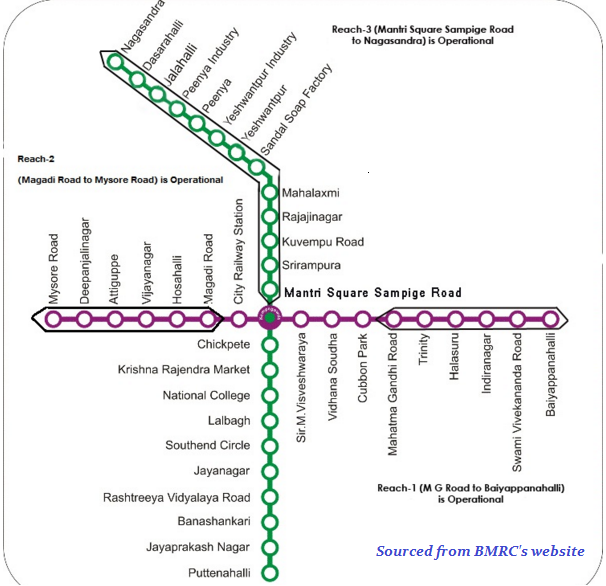 Reach-3 (Mantri Square Sampige Road
to Nagasandra) is Operational
Nagasandra
Dasarahalli
Jalahalli
Peenya Industry
Peenya
Yeshwantpur Industry
Yeshwantpur
Sandal Soap Factory
Reach-2
(Magadi Road to Mysore Road) is Operational
Mahalaxmi
Rajajinagar
Kuvempu Road
Srirampura
Mantri Square Sampige Road
Mysore Road
Deepanjalinagar
Attiguppe
Vijayanagar
Hosahalli
Magadi Road
City Railway Station
Sir.M.Visveshwaraya
Vidhana Soudha
Cubbon Park
Mahatma Gandhi Road
Trinity
Halasuru
Indiranagar
Swami Vivekananda Road
Baiyappanahalli
Chickpete
Krishna Rajendra Market
National College
Lalbagh
Southend Circle
Jayanagar
Rashtreeya Vidyalaya Road
Banashankari
Jayaprakash Nagar
Puttenahalli
Reach-1 (M G Road to Baiyappanahalli)
is Operational
Sourced from BMRC's website